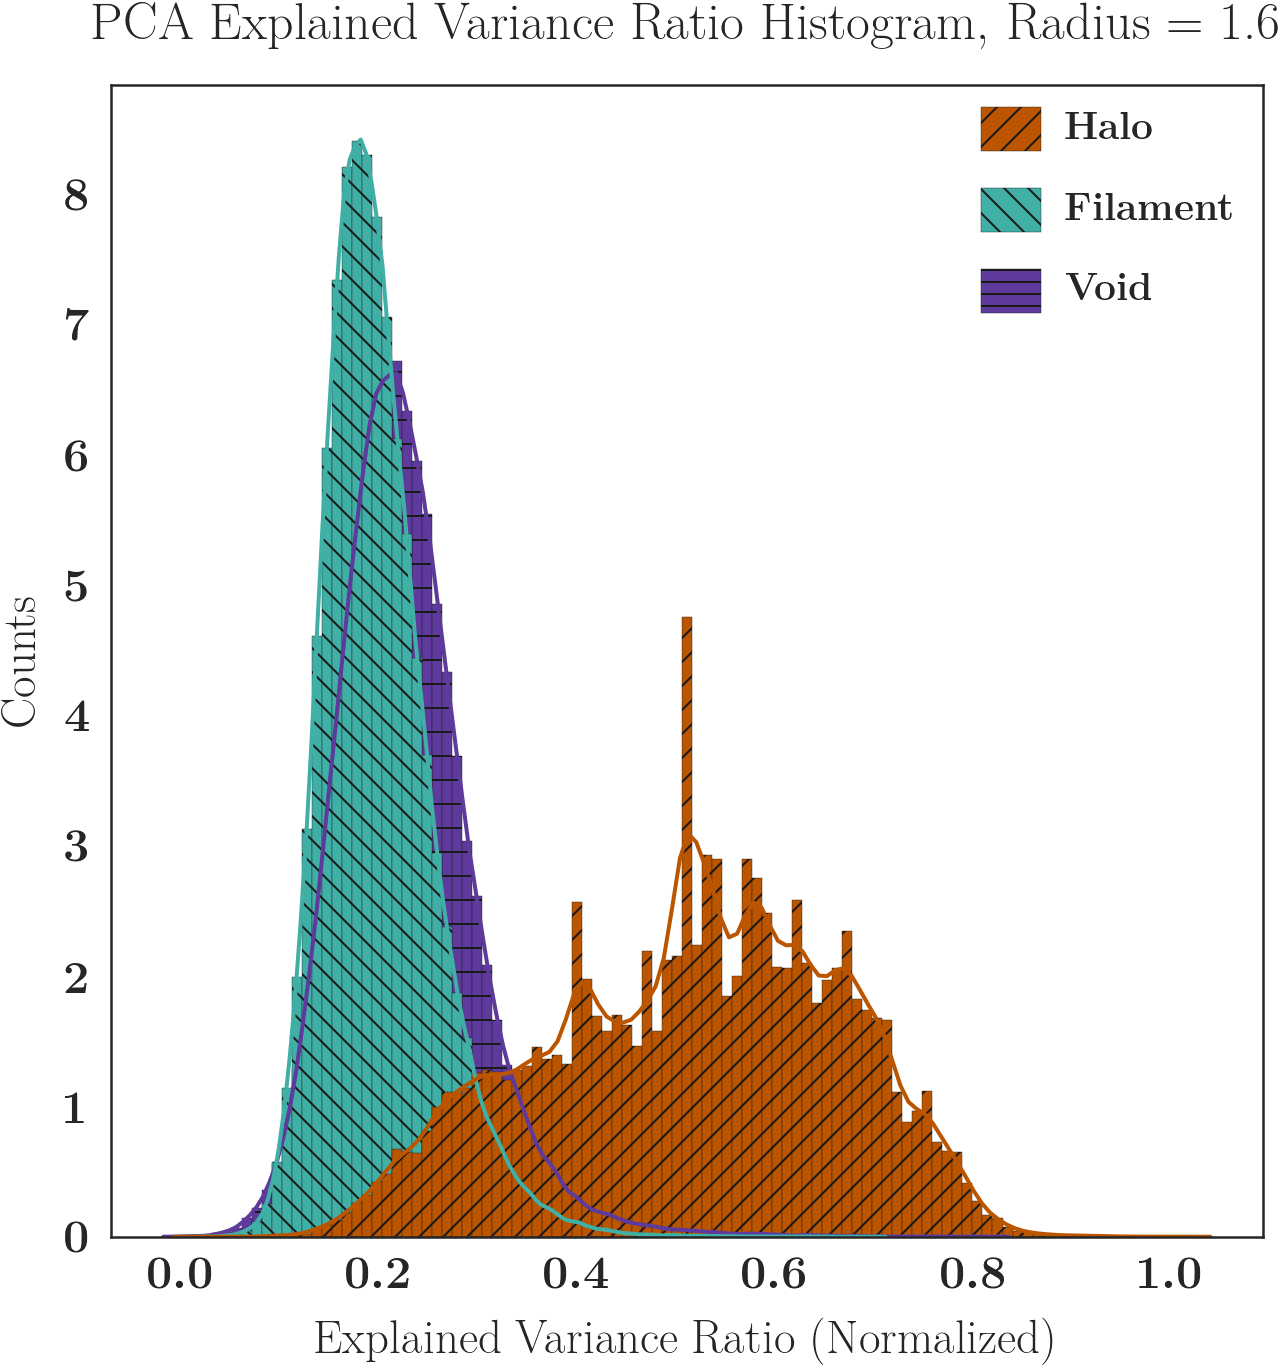 PCA Explained Variance Ratio Histogram, Radius = 1.6
Halo
Filament
Void
8
7
6
5
4
3
2
1
0
Counts
0.0 0.2 0.4 0.6 0.8 1.0
Explained Variance Ratio (Normalized)